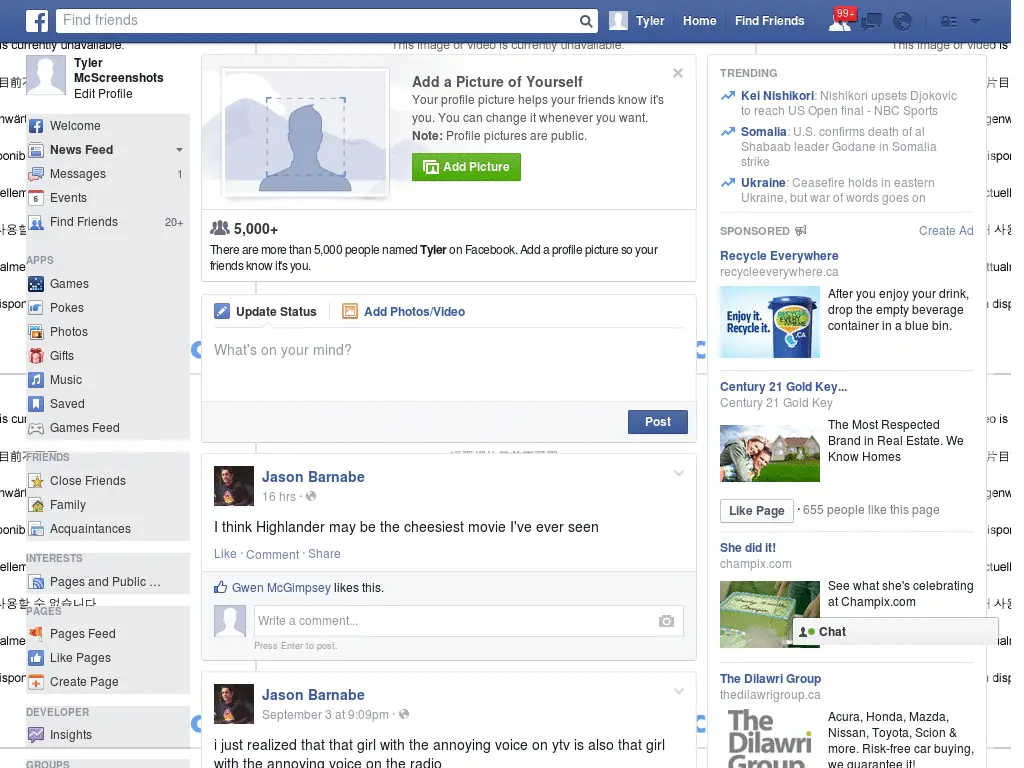 Find friends
Tyler
Home
Find Friends
99+
is currently unavailable.
This image or video is currently unavailable.
This image or video is
Tyler
McScreenshots
Edit Profile
Welcome
News Feed
Messages
1
Events
6
Find Friends
20+
APPS
Games
Pokes
Photos
Gifts
Music
Saved
Games Feed
FRIENDS
Close Friends
Family
Acquaintances
INTERESTS
Pages and Public ...
PAGES
Pages Feed
Like Pages
Create Page
DEVELOPER
Insights
GROUPS
Add a Picture of Yourself
Your profile picture helps your friends know it's
you. You can change it whenever you want.
Note: Profile pictures are public.
Add Picture
5,000+
There are more than 5,000 people named Tyler on Facebook. Add a profile picture so your
friends know it's you.
Update Status
Add Photos/Video
What's on your mind?
Post
Jason Barnabe
16 hrs ·
I think Highlander may be the cheesiest movie I've ever seen
Like · Comment · Share
Gwen McGimpsey likes this.
Write a comment...
Press Enter to post.
Jason Barnabe
September 3 at 9:09pm ·
i just realized that that girl with the annoying voice on ytv is also that girl
with the annoying voice on the radio
TRENDING
Kei Nishikori: Nishikori upsets Djokovic
to reach US Open final - NBC Sports
Somalia: U.S. confirms death of al
Shabaab leader Godane in Somalia
strike
Ukraine: Ceasefire holds in eastern
Ukraine, but war of words goes on
SPONSORED
Create Ad
Recycle Everywhere
recycleeverywhere.ca
Enjoy it.
Recycle it.
After you enjoy your drink,
drop the empty beverage
container in a blue bin.
Century 21 Gold Key...
Century 21 Gold Key
The Most Respected
Brand in Real Estate. We
Know Homes
Like Page
· 655 people like this page
She did it!
champix.com
See what she's celebrating
at Champix.com
Chat
The Dilawri Group
thedilawrigroup.ca
The
Dilawri
Group
Acura, Honda, Mazda,
Nissan, Toyota, Scion &
more. Risk-free car buying,
we guarantee it!